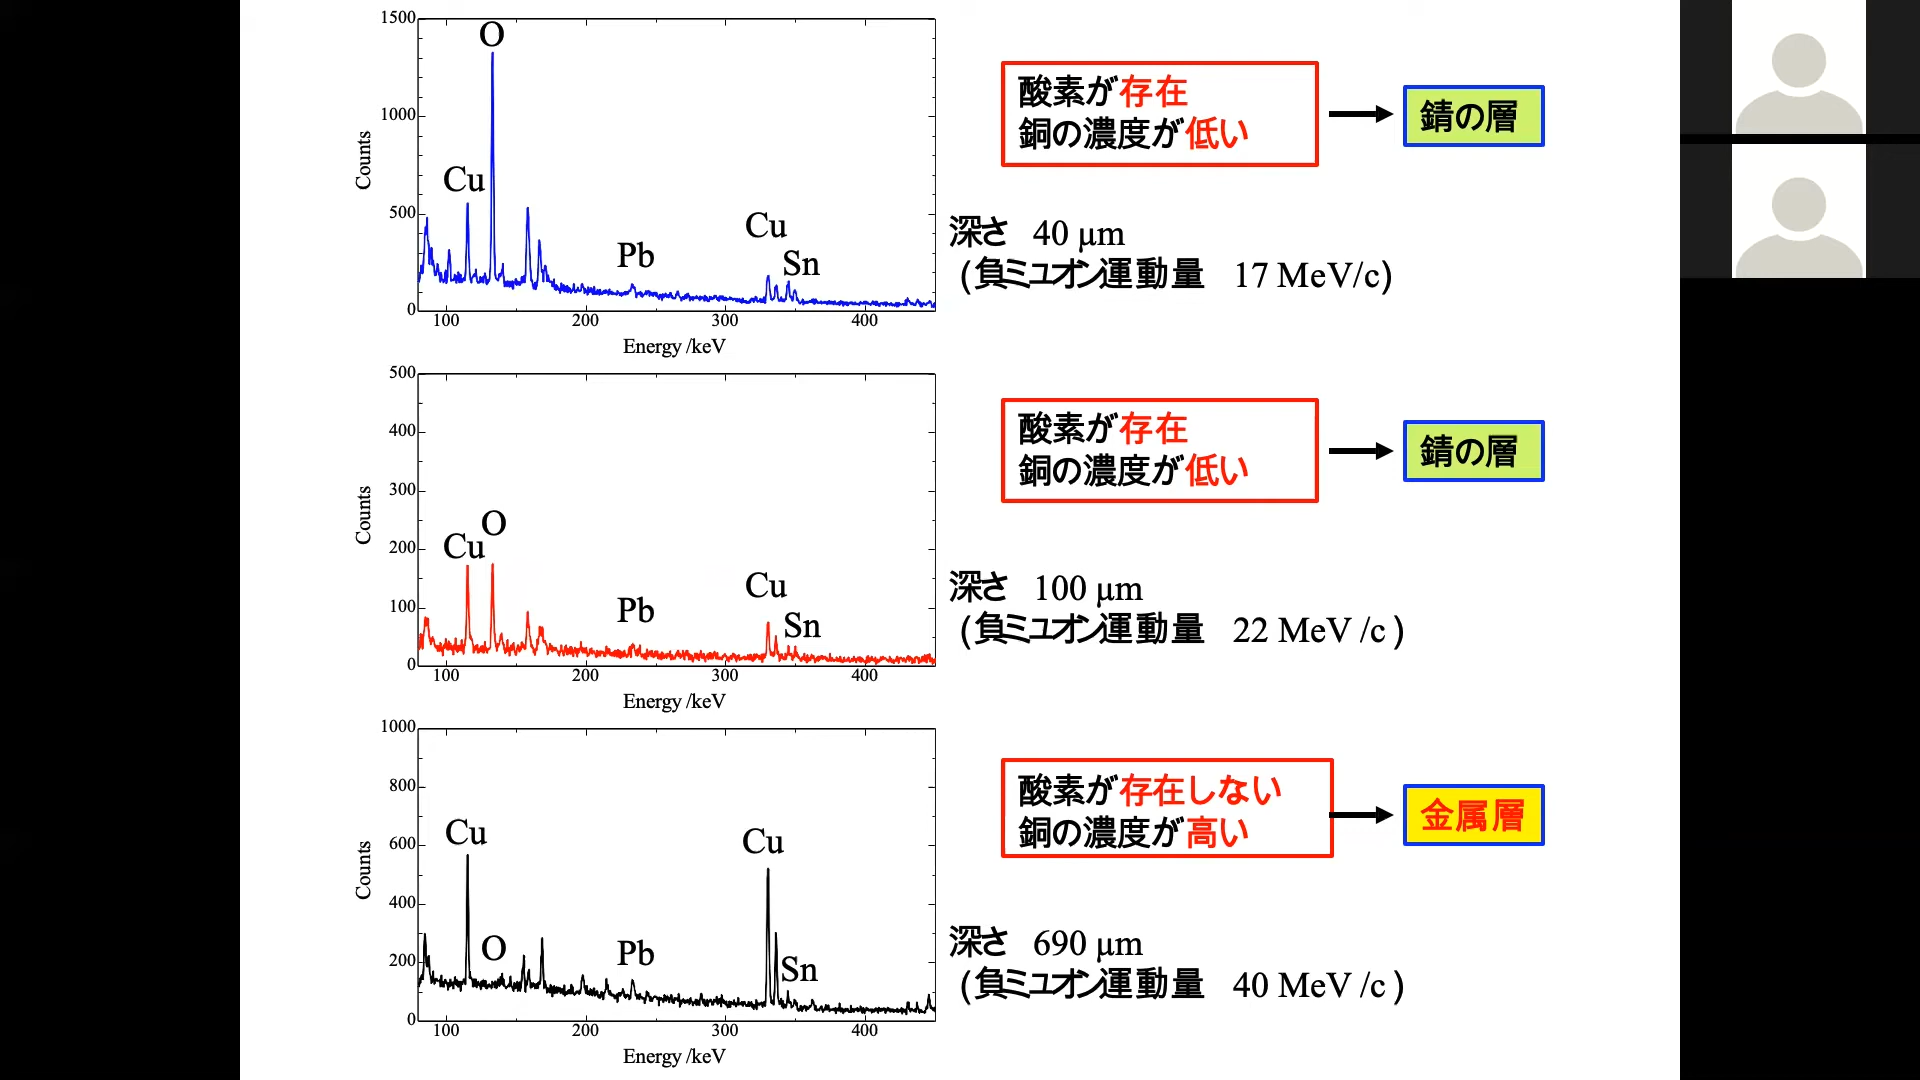 1500
1000
500
0
Counts
O
Cu
Pb
Cu
Sn
100 200 300 400
Energy /keV
酸素が存在
銅の濃度が低い
錆の層
深さ 40 μm
(負ミュオン運動量 17 MeV/c)
500
400
300
200
100
0
Counts
O
Cu
Pb
Cu
Sn
100 200 300 400
Energy /keV
酸素が存在
銅の濃度が低い
錆の層
深さ 100 μm
(負ミュオン運動量 22 MeV /c )
1000
800
600
400
200
0
Counts
Cu
O
Pb
Cu
Sn
100 200 300 400
Energy /keV
酸素が存在しない
銅の濃度が高い
金属層
深さ 690 μm
(負ミュオン運動量 40 MeV /c )